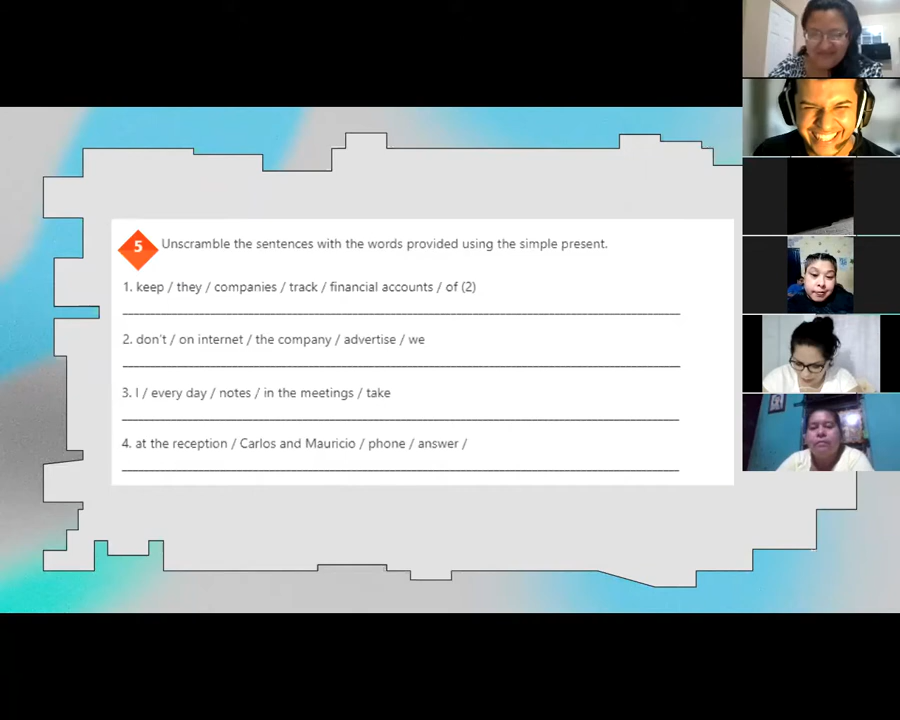 5
Unscramble the sentences with the words provided using the simple present.
1. keep / they / companies / track / financial accounts / of (2)
2. don't / on internet / the company / advertise / we
3. I / every day / notes / in the meetings / take
4. at the reception / Carlos and Mauricio / phone / answer /